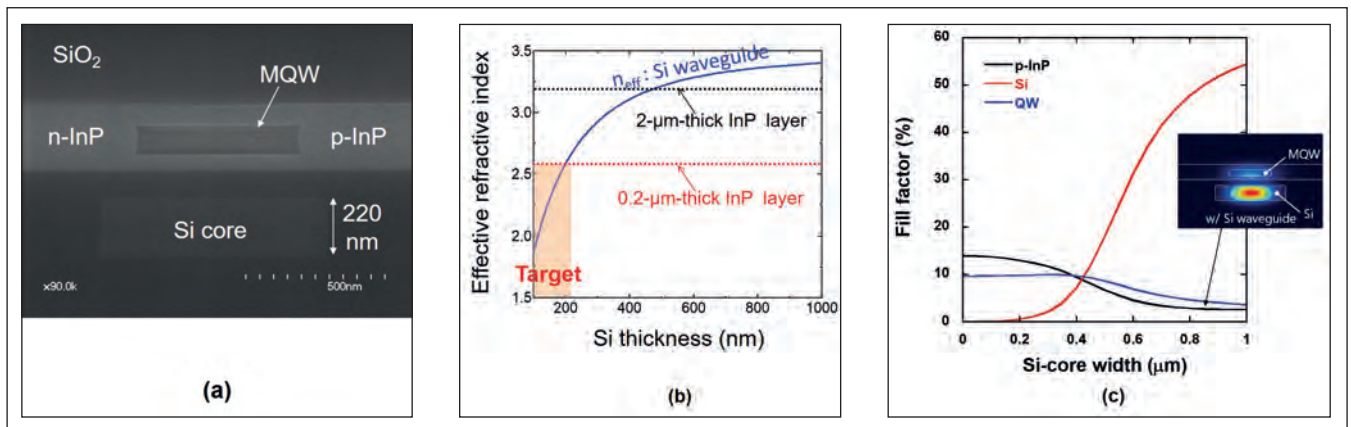 SiO2
MQW
n-InP
p-InP
Si core
220
nm
×90.0k
500nm
(a)
Effective refractive index
3.5
3.0
2.5
2.0
1.5
neff : Si waveguide
2-µm-thick InP layer
0.2-µm-thick InP layer
Target
200
400
600
800
1000
Si thickness (nm)
(b)
Fill factor (%)
60
50
40
30
20
10
0
p-InP
Si
QW
MQW
Si
w/ Si waveguide
0
0.2
0.4
0.6
0.8
1
Si-core width (µm)
(c)